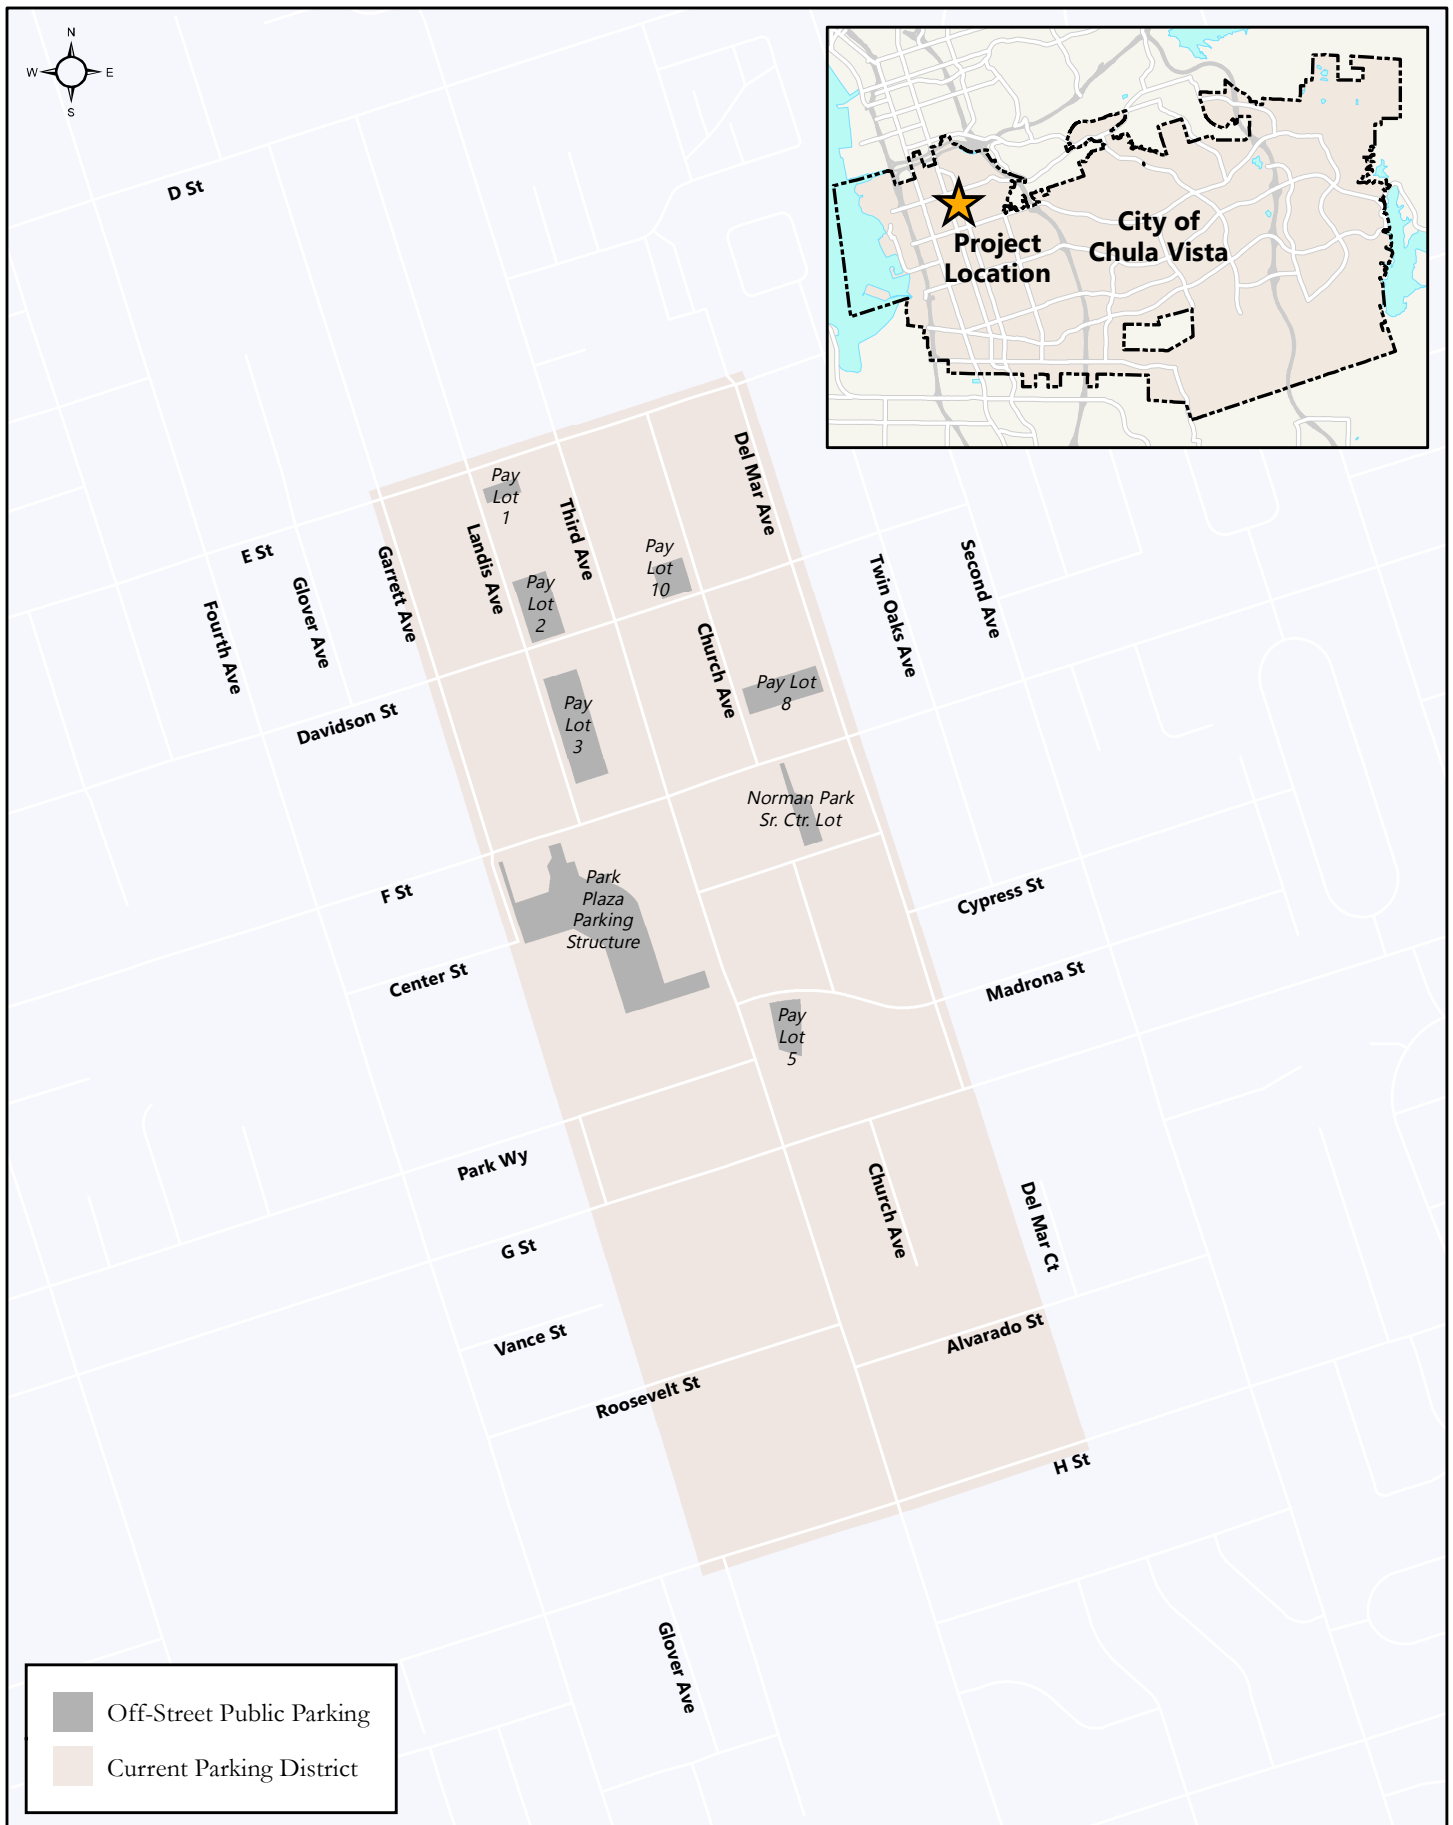 N
W
E
S
City of
Chula Vista
Project
Location
D St
Del Mar Ave
Pay
Lot
1
Third Ave
Landis Ave
E St
Garrett Ave
Pay
Lot
10
Twin Oaks Ave
Second Ave
Glover Ave
Fourth Ave
Pay
Lot
2
Church Ave
Davidson St
Pay Lot
8
Pay
Lot
3
Norman Park
Sr. Ctr. Lot
F St
Park
Plaza
Parking
Structure
Cypress St
Center St
Madrona St
Pay
Lot
5
Park Wy
Church Ave
Del Mar Ct
G St
Vance St
Alvarado St
Roosevelt St
H St
Glover Ave
Off-Street Public Parking
Current Parking District